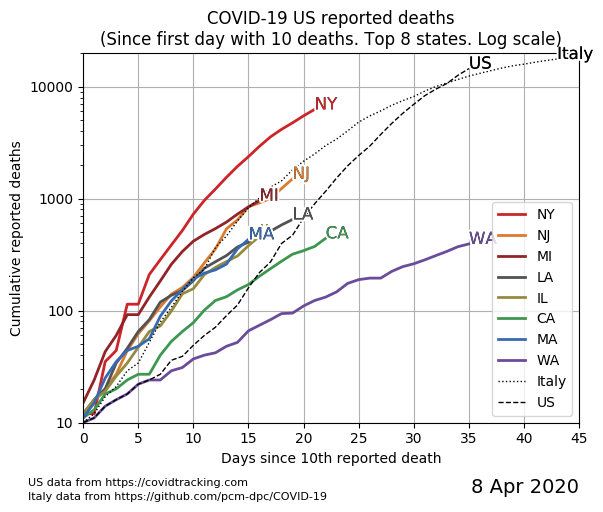 COVID-19 US reported deaths
(Since first day with 10 deaths. Top 8 states. Log scale)
Cumulative reported deaths
10000
1000
100
10
US
Italy
NY
NJ
MI
LA
MA
CA
WA
NY
NJ
MI
LA
IL
CA
MA
WA
Italy
US
0 5 10 15 20 25 30 35 40 45
Days since 10th reported death
US data from https://covidtracking.com
Italy data from https://github.com/pcm-dpc/COVID-19
8 Apr 2020